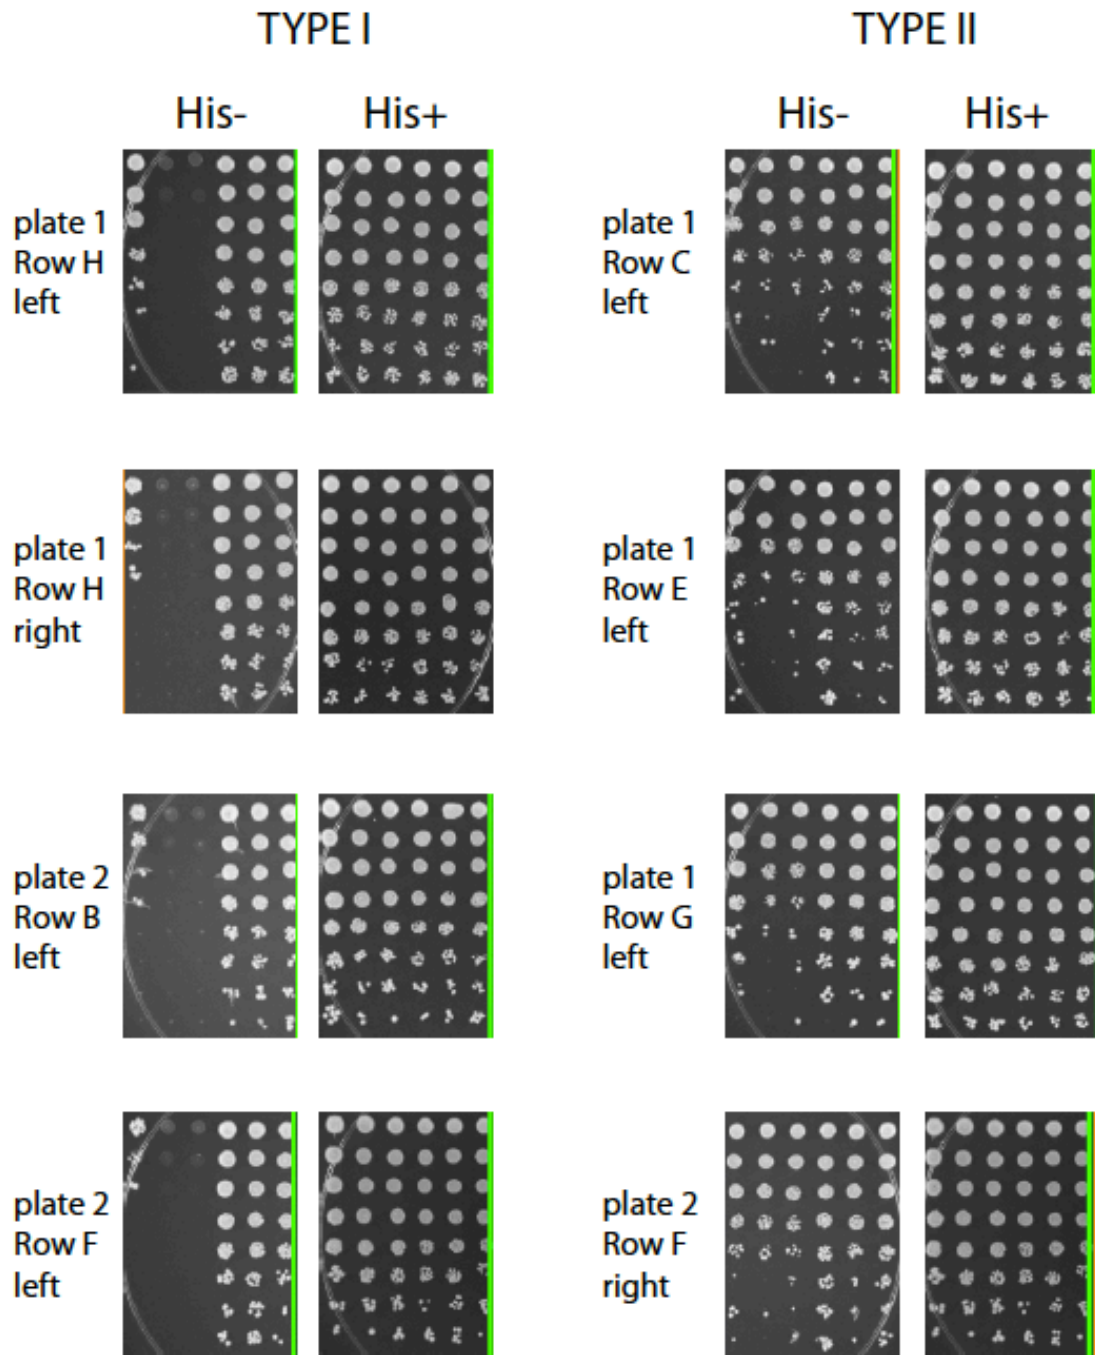 TYPE I
TYPE II
His-
His+
His-
His+
plate 1
Row H
left
plate 1
Row C
left
plate 1
Row H
right
plate 1
Row E
left
plate 2
Row B
left
plate 1
Row G
left
plate 2
Row F
left
plate 2
Row F
right